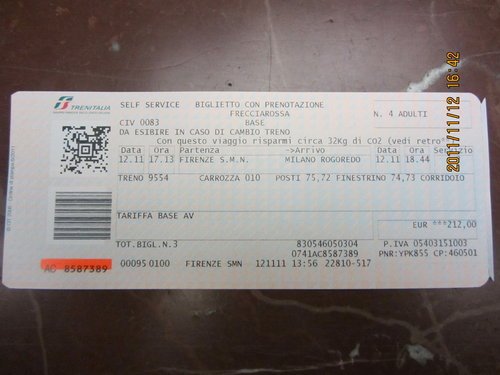 TRENITALIA
SELF SERVICE BIGLIETTO CON PRENOTAZIONE
FRECCIAROSSA
CIV 0083 BASE N. 4 ADULTI
DA ESIBIRE IN CASO DI CAMBIO TRENO
Con questo viaggio risparmi circa 32kg di CO2 (vedi retro)
Data Ora Partenza ->Arrivo Data Ora Servizio
12.11 17.13 FIRENZE S.M.N. MILANO ROGOREDO 12.11 18.44
TRENO 9554 CARROZZA 010 POSTI 75,72 FINESTRINO 74,73 CORRIDOIO
TARIFFA BASE AV
EUR ***212,00
TOT.BIGL.N.3 830546050304 P.IVA 05403151003
0741AC8587389 PNR:YPK855 CP:460501
AC 8587389 000950100 FIRENZE SMN 121111 13:56 22810-517
2011/11/12 16:42